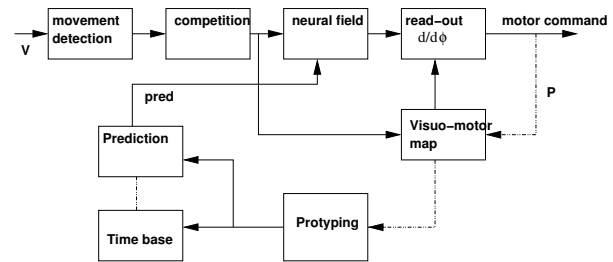 movement
detection
competition
neural field
read−out
d/dϕ
motor command
V
P
pred
Prediction
Visuo−motor
map
Time base
Protyping